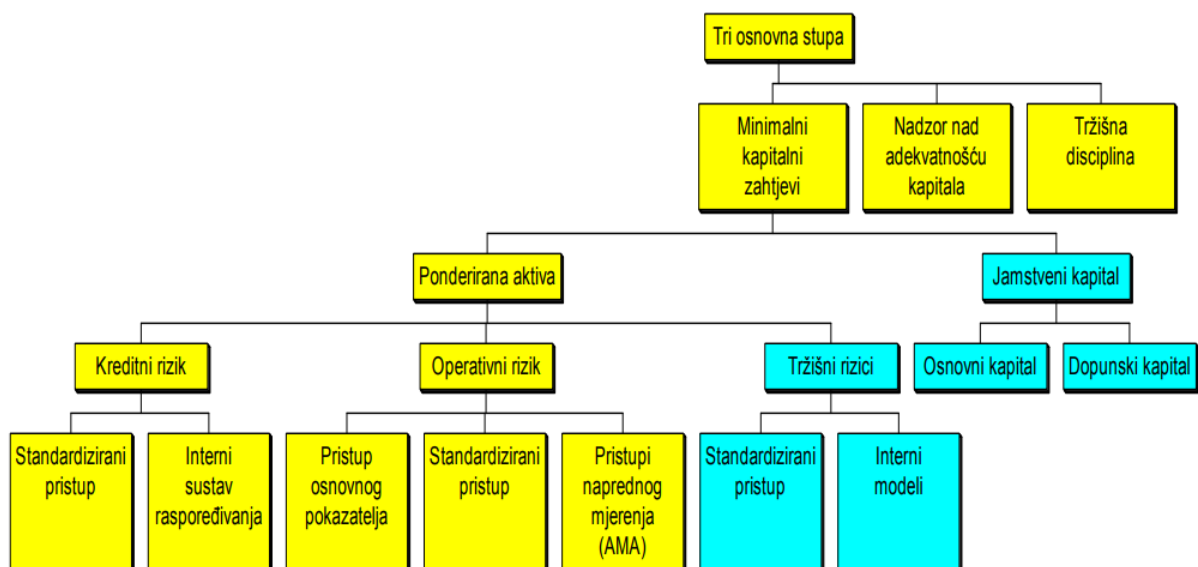 Tri osnovna stupa
Minimalni
kapitalni
zahtjevi
Nadzor nad
adekvatnošću
kapitala
Tržišna
disciplina
Ponderirana aktiva
Jamstveni kapital
Kreditni rizik
Operativni rizik
Tržišni rizici
Osnovni kapital
Dopunski kapital
Standardizirani
pristup
Interni
sustav
raspoređivanja
Pristup
osnovnog
pokazatelja
Standardizirani
pristup
Pristupi
naprednog
mjerenja
(AMA)
Standardizirani
pristup
Interni
modeli